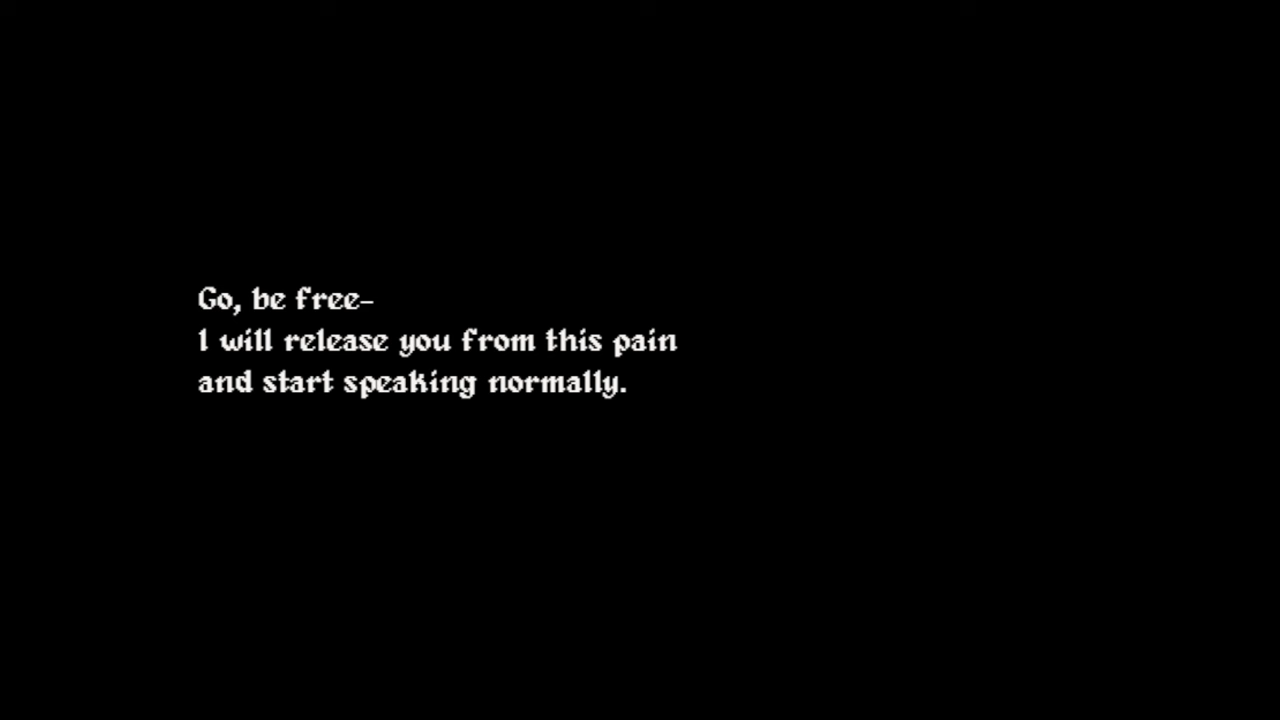 Go, be free-
I will release you from this pain
and start speaking normally.